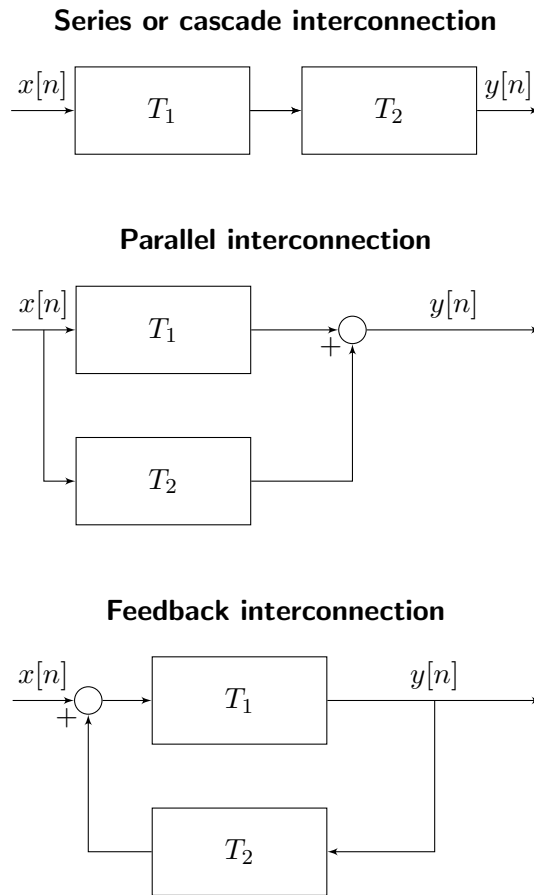 Series or cascade interconnection
x[n]
T₁
T₂
y[n]
Parallel interconnection
x[n]
T₁
y[n]
+
T₂
Feedback interconnection
x[n]
T₁
y[n]
+
T₂